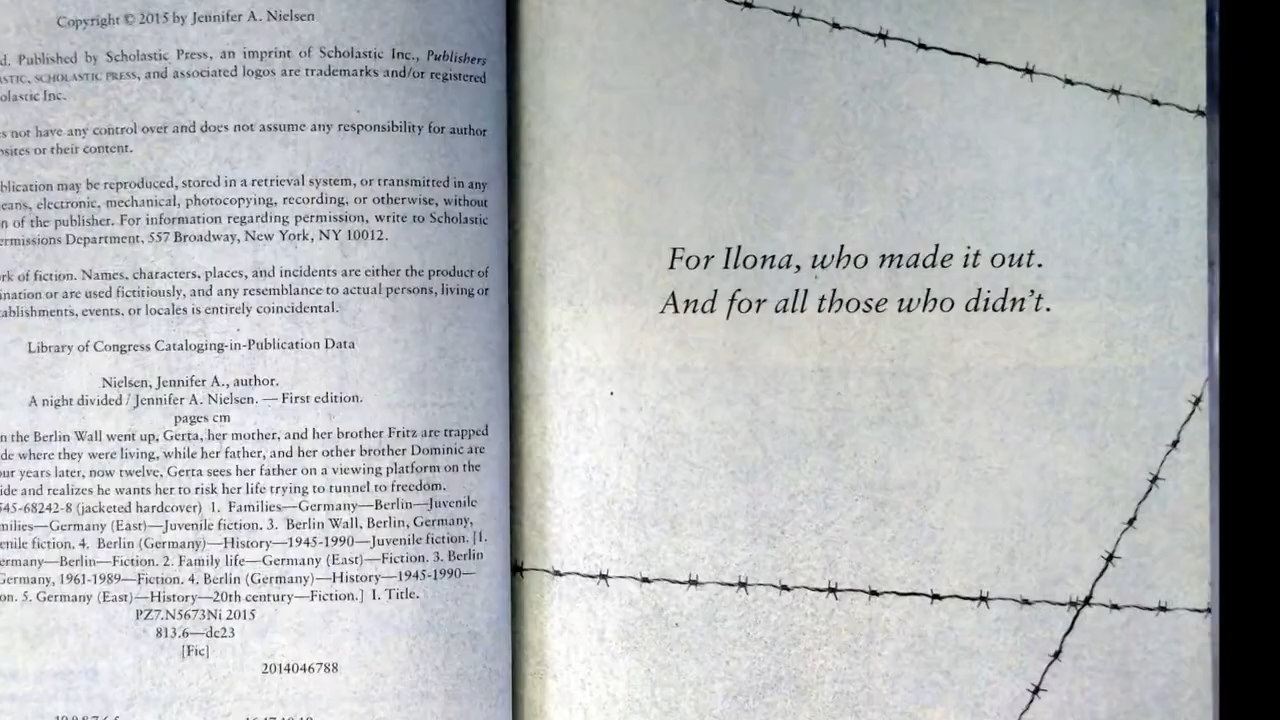 Copyright © 2015 by Jennifer A. Nielsen
d. Published by Scholastic Press, an imprint of Scholastic Inc., Publishers
ASTIC, SCHOLASTIC PRESS, and associated logos are trademarks and/or registered
olastic Inc.
s not have any control over and does not assume any responsibility for author
bsites or their content.
blication may be reproduced, stored in a retrieval system, or transmitted in any
eans, electronic, mechanical, photocopying, recording, or otherwise, without
n of the publisher. For information regarding permission, write to Scholastic
ermissions Department, 557 Broadway, New York, NY 10012.
rk of fiction. Names, characters, places, and incidents are either the product of
ination or are used fictitiously, and any resemblance to actual persons, living or
ablishments, events, or locales is entirely coincidental.
Library of Congress Cataloging-in-Publication Data
Nielsen, Jennifer A., author.
A night divided / Jennifer A. Nielsen. — First edition.
pages cm
n the Berlin Wall went up, Gerta, her mother, and her brother Fritz are trapped
de where they were living, while her father, and her other brother Dominic are
our years later, now twelve, Gerta sees her father on a viewing platform on the
ide and realizes he wants her to risk her life trying to tunnel to freedom.
545-68242-8 (jacketed hardcover) 1. Families—Germany—Berlin—Juvenile
milies—Germany (East)—Juvenile fiction. 3. Berlin Wall, Berlin, Germany,
enile fiction. 4. Berlin (Germany)—History—1945-1990—Juvenile fiction. [1.
ermany—Berlin—Fiction. 2. Family life—Germany (East)—Fiction. 3. Berlin
Germany, 1961-1989—Fiction. 4. Berlin (Germany)—History—1945-1990—
on. 5. Germany (East)—History—20th century—Fiction.] I. Title.
PZ7.N5673Ni 2015
813.6—dc23
[Fic]
2014046788
For Ilona, who made it out.
And for all those who didn't.